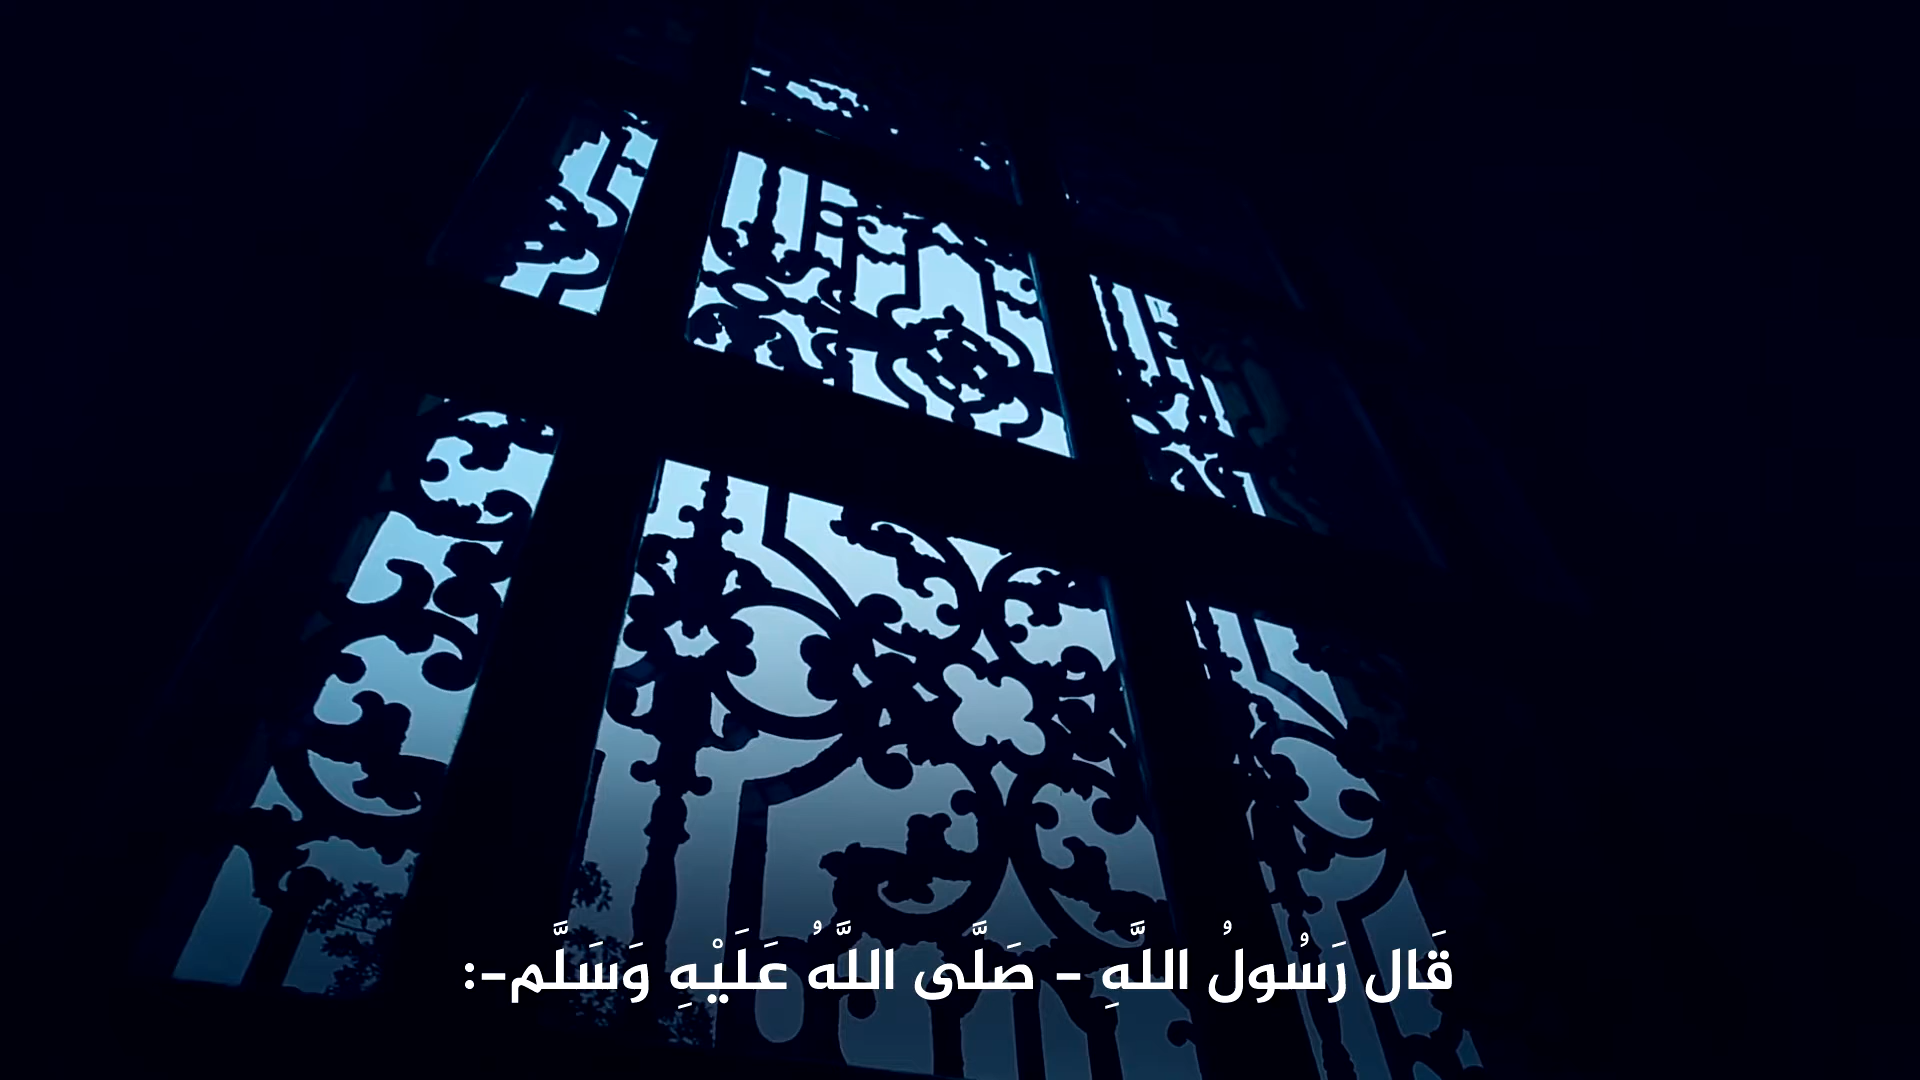 قَال رَسُولُ اللَّهِ - صَلَّى اللَّهُ عَلَيْهِ وَسَلَّم-: